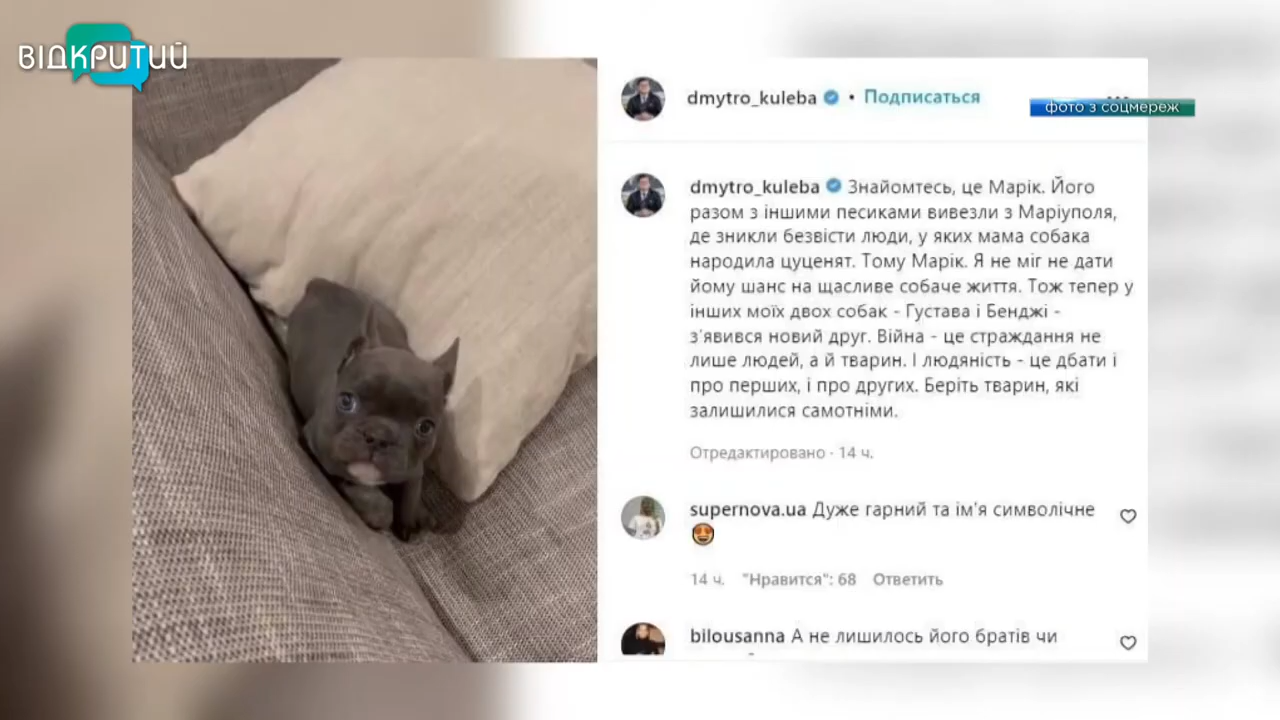 ВІДКРИТИЙ
dmytro_kuleba • Подписаться
фото з соцмереж
dmytro_kuleba Знайомтесь, це Марік. Його
разом з іншими песиками вивезли з Маріуполя,
де зникли безвісти люди, у яких мама собака
народила цуценят. Тому Марік. Я не міг не дати
йому шанс на щасливе собаче життя. Тож тепер у
інших моїх двох собак - Густава і Бенджі -
з'явився новий друг. Війна - це страждання не
лише людей, а й тварин. І людяність - це дбати і
про перших, і про других. Беріть тварин, які
залишилися самотніми.
Отредактировано · 14 ч.
supernova.ua Дуже гарний та ім'я символічне
14 ч. "Нравится": 68 Ответить
bilousanna А не лишилось його братів чи